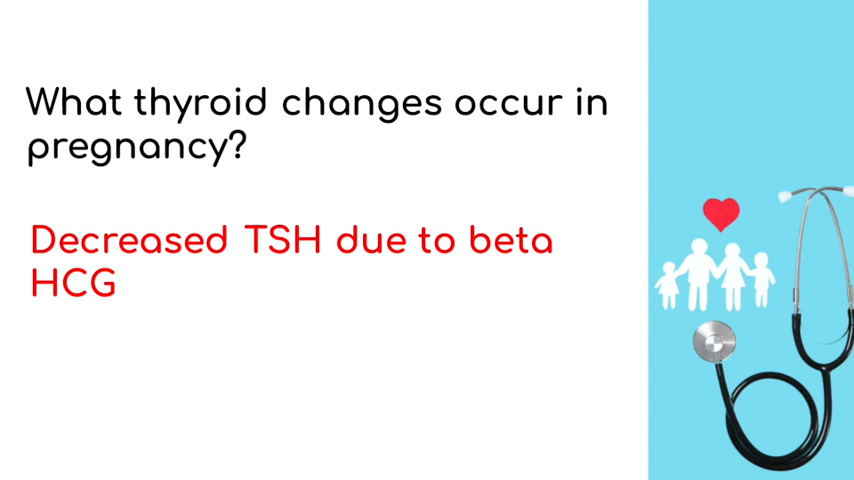 What thyroid changes occur in
pregnancy?
Decreased TSH due to beta
HCG